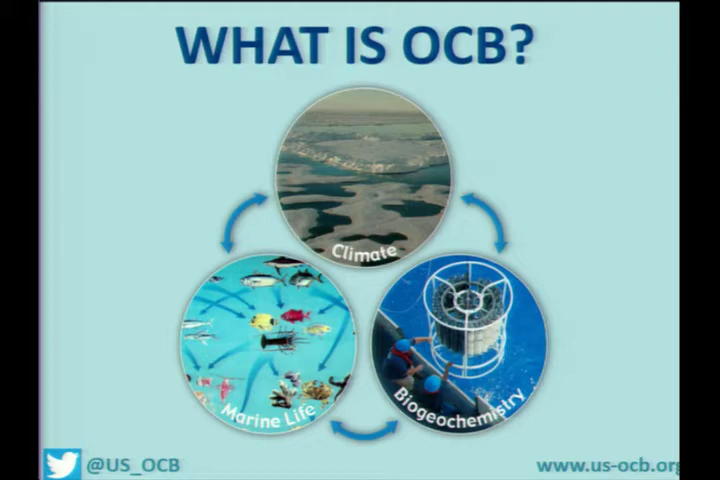 WHAT IS OCB?
Climate
Marine Life
Biogeochemistry
@US_OCB
www.us-ocb.org